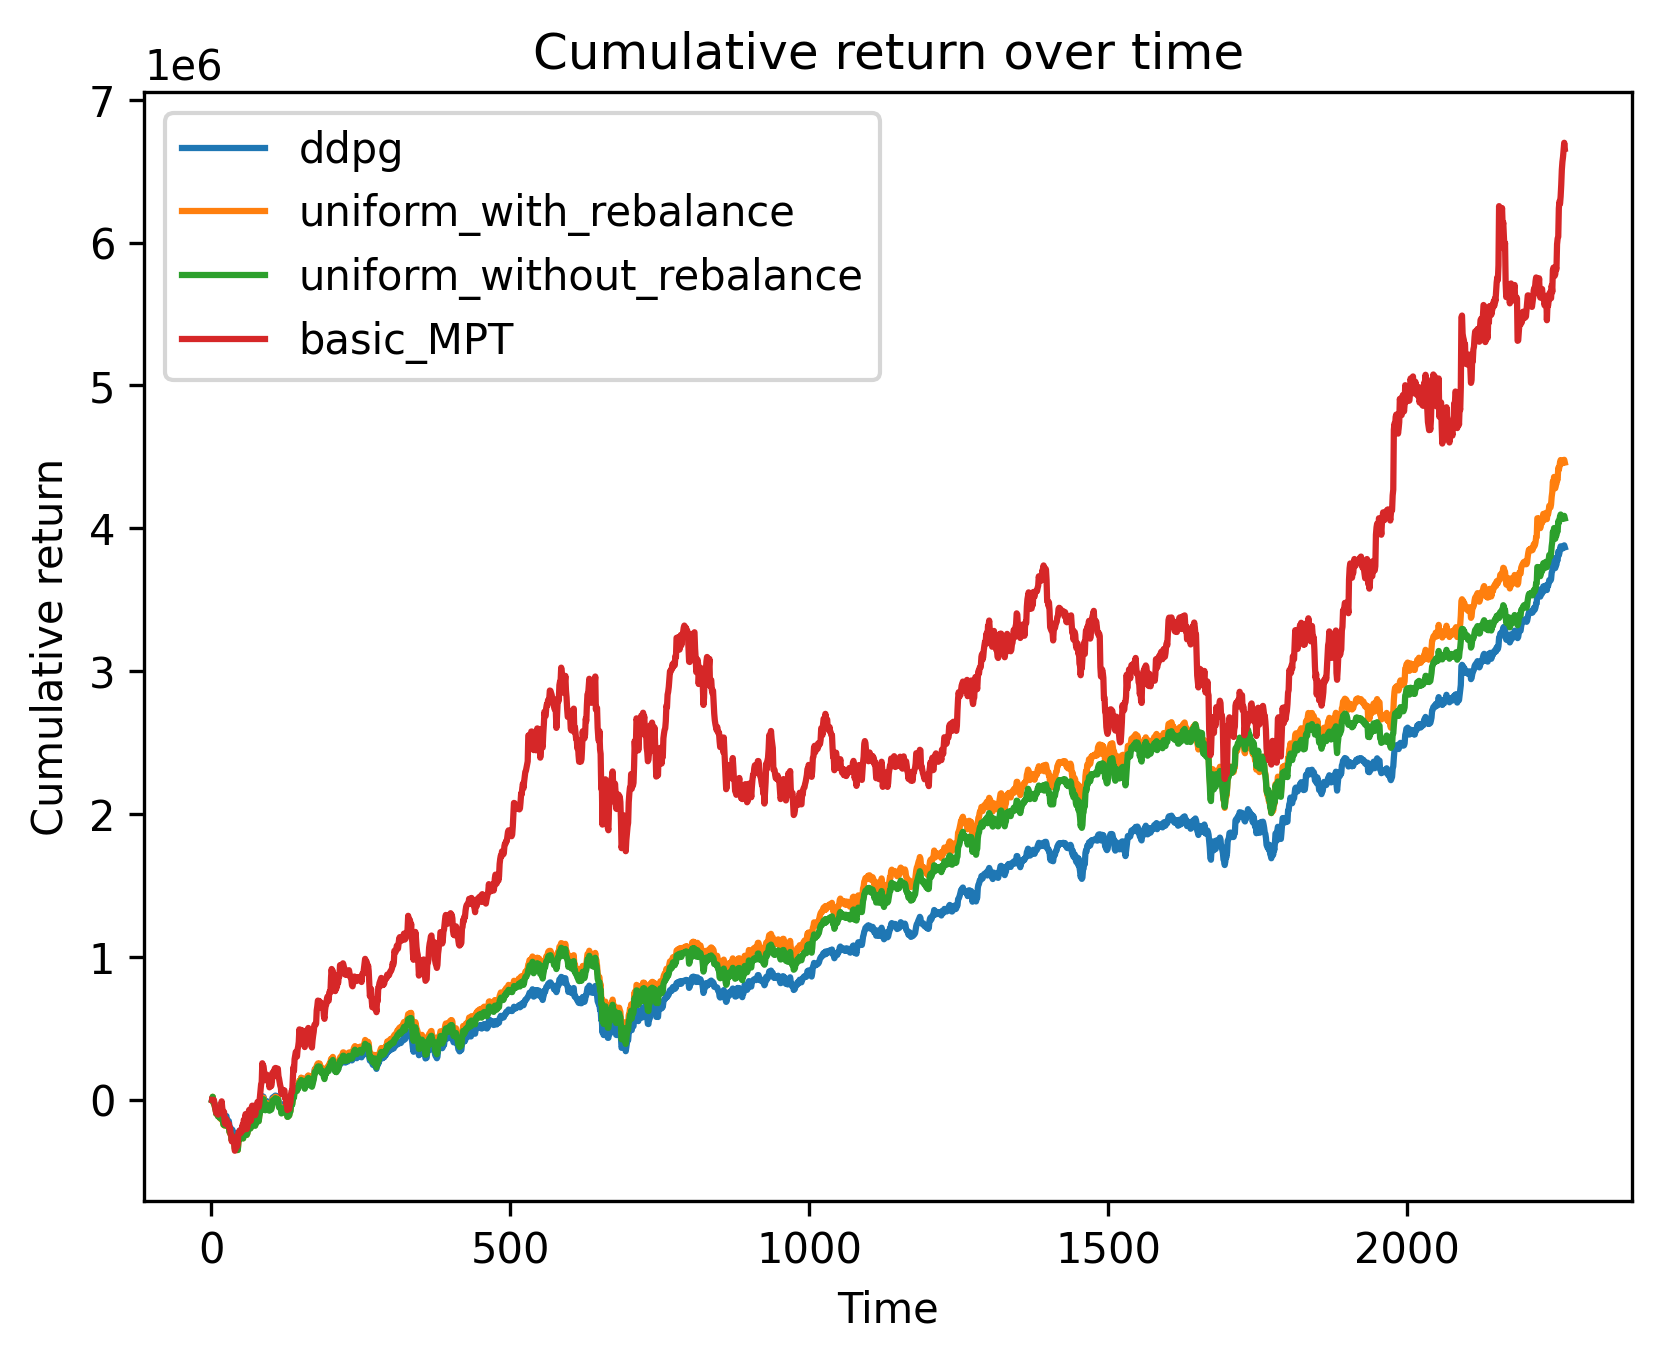 Cumulative return over time
1e6
7
6
5
4
3
2
1
0
Cumulative return
ddpg
uniform_with_rebalance
uniform_without_rebalance
basic_MPT
0 500 1000 1500 2000
Time